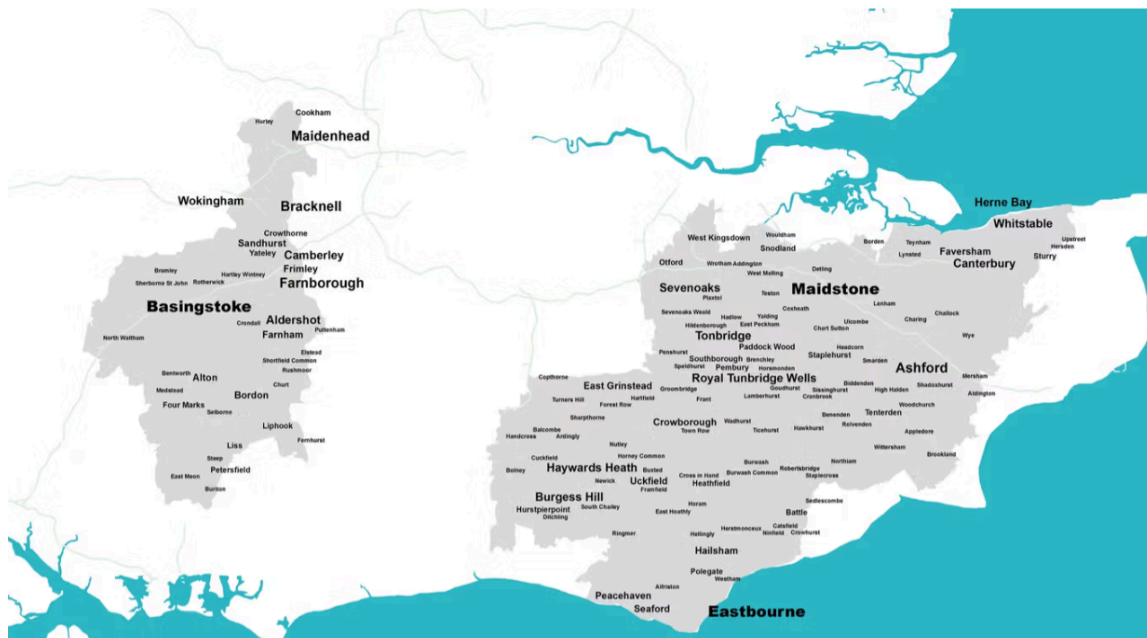 Cookham
Hurley
Maidenhead
Wokingham
Bracknell
Crowthorne
Sandhurst
Yateley
Camberley
Bramley
Hartley Wintney
Frimley
Sherborne St John
Rotherwick
Farnborough
Basingstoke
Crondall
Aldershot
Puttenham
Farnham
North Waltham
Elstead
Shortfield Common
Rushmoor
Bentworth
Alton
Churt
Medstead
Bordon
Four Marks
Selborne
Liphook
Fernhurst
Liss
Steep
Petersfield
East Meon
Buriton
Herne Bay
Whitstable
West Kingsdown
Wouldham
Snodland
Borden
Teynham
Upstreet
Hersden
Faversham
Lynsted
Sturry
Otford
Wrotham
Addington
Canterbury
West Malling
Detling
Sevenoaks
Plaxtol
Teston
Maidstone
Lenham
Sevenoaks Weald
Hadlow
Yalding
Coxheath
Charing
Challock
Hildenborough
East Peckham
Chart Sutton
Ulcombe
Tonbridge
Wye
Paddock Wood
Headcorn
Penshurst
Southborough
Brenchley
Staplehurst
Smarden
Speldhurst
Pembury
Horsmonden
Ashford
Copthorne
Royal Tunbridge Wells
Mersham
East Grinstead
Groombridge
Goudhurst
Sissinghurst
Biddenden
High Halden
Shadoxhurst
Aldington
Turners Hill
Hartfield
Frant
Lamberhurst
Cranbrook
Forest Row
Woodchurch
Sharpthorne
Crowborough
Wadhurst
Benenden
Tenterden
Balcombe
Town Row
Ticehurst
Hawkhurst
Rolvenden
Appledore
Handcross
Ardingly
Nutley
Wittersham
Brookland
Cuckfield
Horney Common
Burwash
Northiam
Bolney
Haywards Heath
Buxted
Cross in Hand
Burwash Common
Robertsbridge
Staplecross
Newick
Uckfield
Heathfield
Framfield
Burgess Hill
Sedlescombe
Hurstpierpoint
South Chailey
Horam
East Hoathly
Battle
Ditchling
Ringmer
Hellingly
Herstmonceux
Catsfield
Ninfield
Crowhurst
Hailsham
Polegate
Westham
Alfriston
Peacehaven
Seaford
Eastbourne